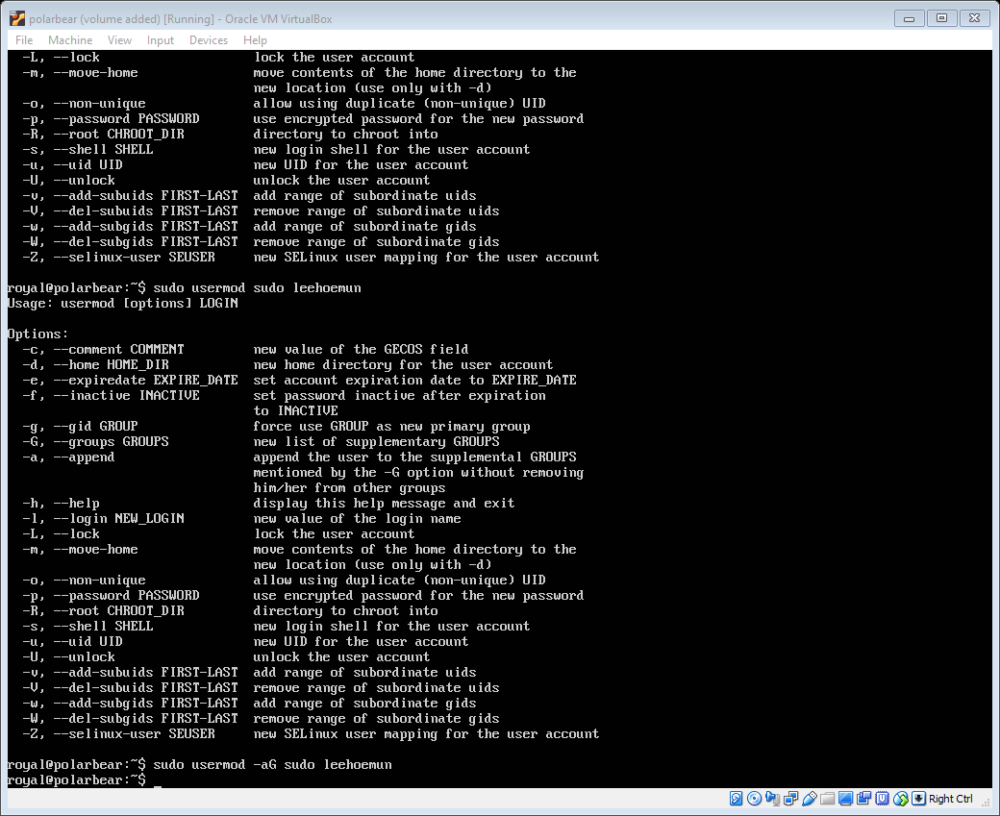 polarbear (volume added) [Running] - Oracle VM VirtualBox
File Machine View Input Devices Help
-L, --lock lock the user account
-m, --move-home move contents of the home directory to the
new location (use only with -d)
-o, --non-unique allow using duplicate (non-unique) UID
-p, --password PASSWORD use encrypted password for the new password
-R, --root CHROOT_DIR directory to chroot into
-s, --shell SHELL new login shell for the user account
-u, --uid UID new UID for the user account
-U, --unlock unlock the user account
-v, --add-subuids FIRST-LAST add range of subordinate uids
-V, --del-subuids FIRST-LAST remove range of subordinate uids
-w, --add-subgids FIRST-LAST add range of subordinate gids
-W, --del-subgids FIRST-LAST remove range of subordinate gids
-Z, --selinux-user SEUSER new SELinux user mapping for the user account
royal@polarbear:~$ sudo usermod sudo leehoemun
Usage: usermod [options] LOGIN
Options:
-c, --comment COMMENT new value of the GECOS field
-d, --home HOME_DIR new home directory for the user account
-e, --expiredate EXPIRE_DATE set account expiration date to EXPIRE_DATE
-f, --inactive INACTIVE set password inactive after expiration
to INACTIVE
-g, --gid GROUP force use GROUP as new primary group
-G, --groups GROUPS new list of supplementary GROUPS
-a, --append append the user to the supplemental GROUPS
mentioned by the -G option without removing
him/her from other groups
-h, --help display this help message and exit
-l, --login NEW_LOGIN new value of the login name
-L, --lock lock the user account
-m, --move-home move contents of the home directory to the
new location (use only with -d)
-o, --non-unique allow using duplicate (non-unique) UID
-p, --password PASSWORD use encrypted password for the new password
-R, --root CHROOT_DIR directory to chroot into
-s, --shell SHELL new login shell for the user account
-u, --uid UID new UID for the user account
-U, --unlock unlock the user account
-v, --add-subuids FIRST-LAST add range of subordinate uids
-V, --del-subuids FIRST-LAST remove range of subordinate uids
-w, --add-subgids FIRST-LAST add range of subordinate gids
-W, --del-subgids FIRST-LAST remove range of subordinate gids
-Z, --selinux-user SEUSER new SELinux user mapping for the user account
royal@polarbear:~$ sudo usermod -aG sudo leehoemun
royal@polarbear:~$ _
Right Ctrl